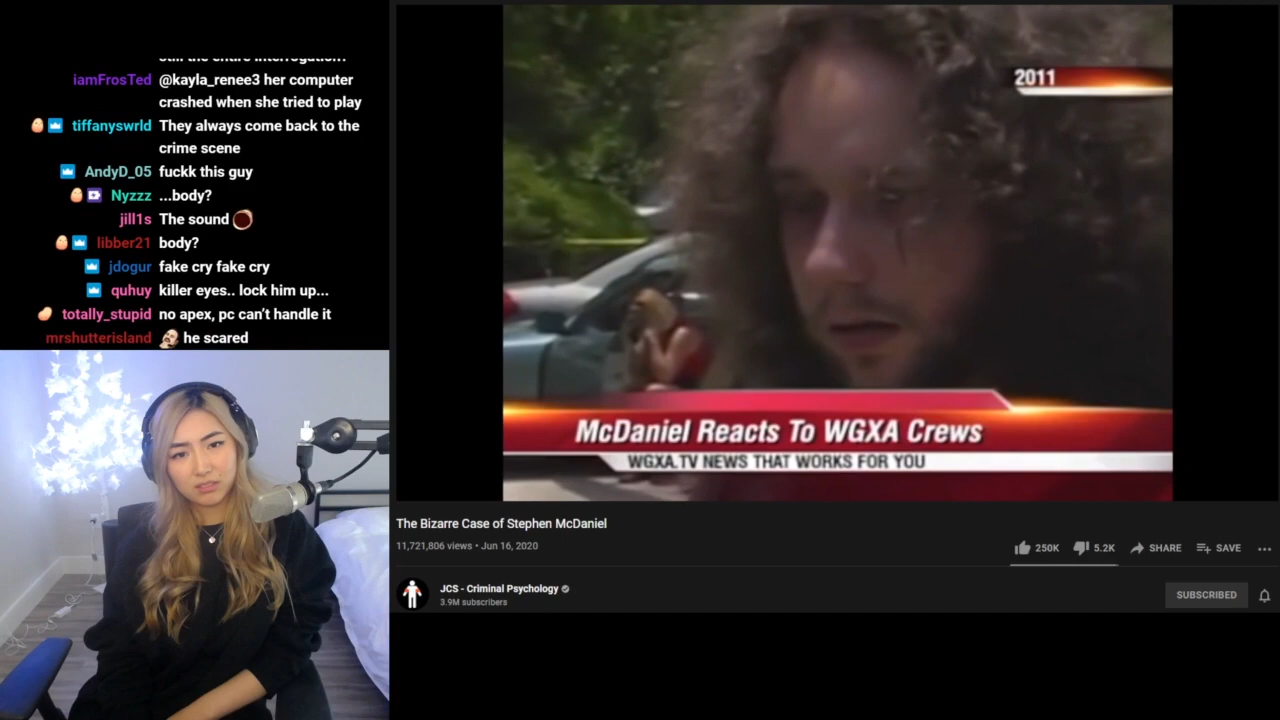 still the entire interrogation?
iamFrosTed @kayla_renee3 her computer
crashed when she tried to play
tiffanyswrld They always come back to the
crime scene
AndyD_05 fuckk this guy
Nyzzz ...body?
jill1s The sound
libber21 body?
jdogur fake cry fake cry
quhuy killer eyes.. lock him up...
totally_stupid no apex, pc can’t handle it
mrshutterisland he scared
2011
McDaniel Reacts To WGXA Crews
WGXA.TV NEWS THAT WORKS FOR YOU
The Bizarre Case of Stephen McDaniel
11,721,806 views • Jun 16, 2020
250K 5.2K SHARE SAVE
JCS - Criminal Psychology
3.9M subscribers
SUBSCRIBED